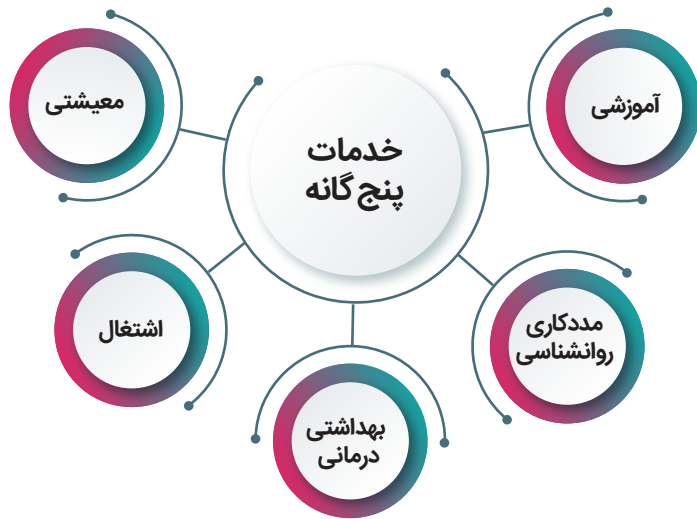 خدمات
پنج گانه
آموزشی
مددکاری
روانشناسی
بهداشتی
درمانی
اشتغال
معیشتی